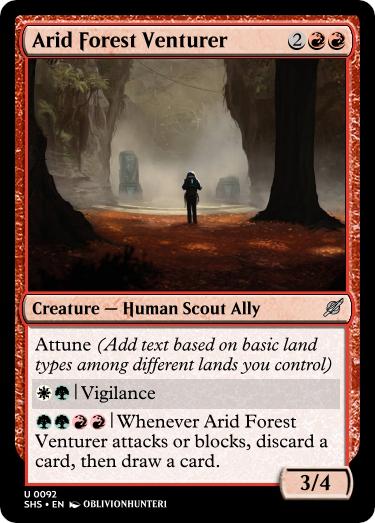 Arid Forest Venturer 2
Creature — Human Scout Ally
Attune (Add text based on basic land
types among different lands you control)
| Vigilance
| Whenever Arid Forest
Venturer attacks or blocks, discard a
card, then draw a card.
3/4
U 0092
SHS • EN OBLIVIONHUNTERI